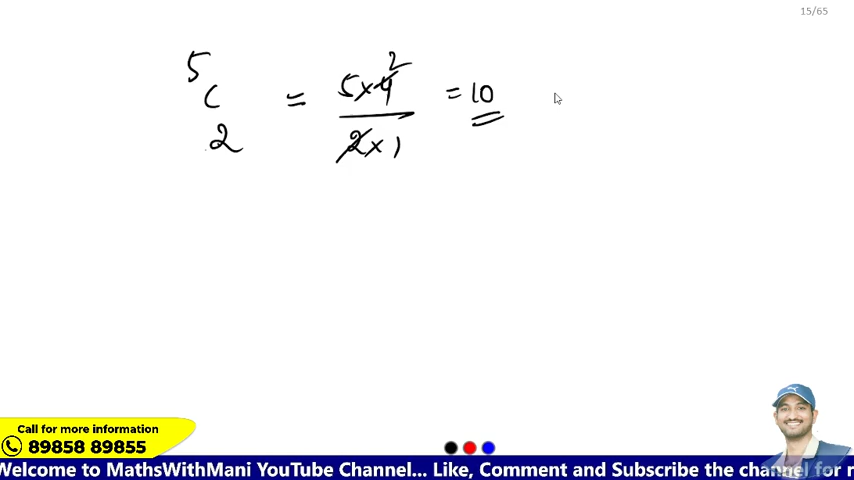 15/65
5
C
2
= 5×4 2 / 2×1 = 10
Call for more information
89858 89855
Welcome to MathsWithMani YouTube Channel... Like, Comment and Subscribe the channel for